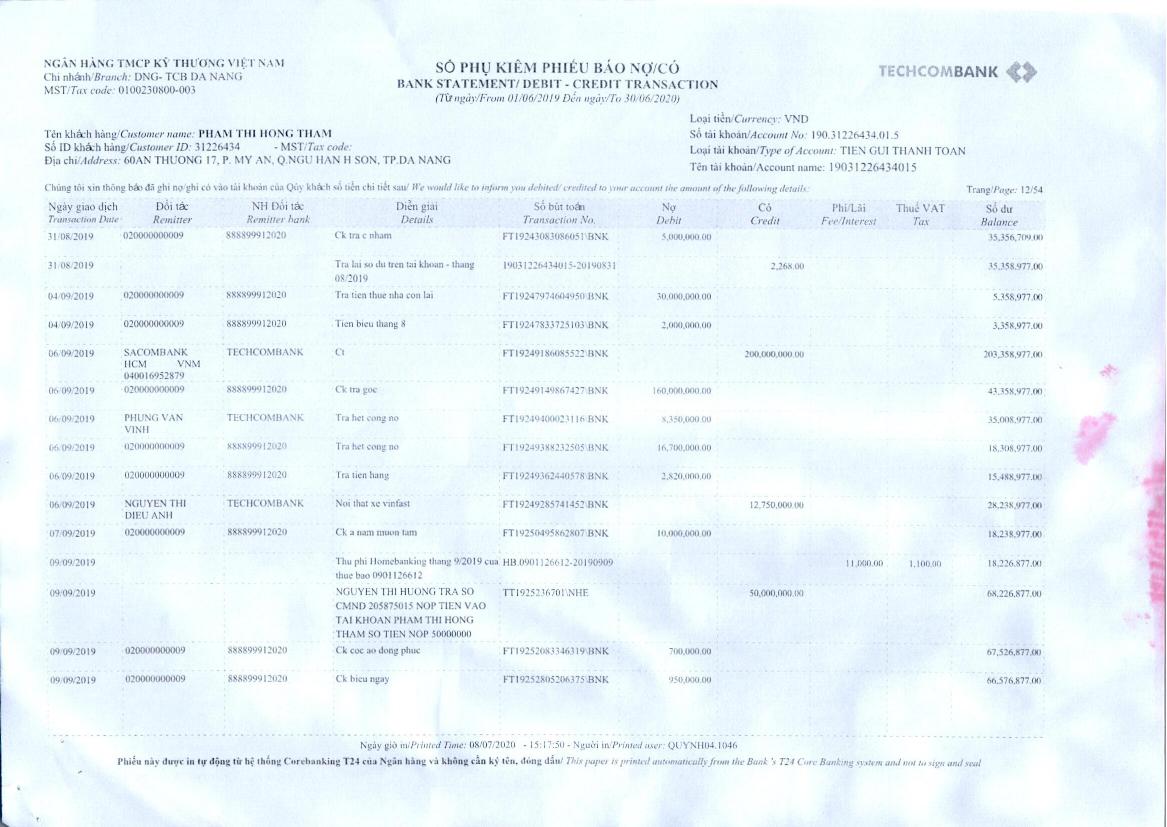 NGÂN HÀNG TMCP KỸ THƯƠNG VIỆT NAM
Chi nhánh/Branch: DNG- TCB DA NANG
MST/Tax code: 0100230800-003
SỔ PHỤ KIÊM PHIẾU BÁO NỢ/CÓ
BANK STATEMENT/ DEBIT - CREDIT TRANSACTION
(Từ ngày/From 01/06/2019 Đến ngày/To 30/06/2020)
TECHCOMBANK
Tên khách hàng/Customer name: PHAM THI HONG THAM
Số ID khách hàng/Customer ID: 31226434 - MST/Tax code:
Địa chỉ/Address: 60AN THUONG 17, P. MY AN, Q.NGU HAN H SON, TP.DA NANG
Loại tiền/Currency: VND
Số tài khoản/Account No: 190.31226434.01.5
Loại tài khoản/Type of Account: TIEN GUI THANH TOAN
Tên tài khoản/Account name: 19031226434015
Chúng tôi xin thông báo đã ghi nợ/ghi có vào tài khoản của Qúy khách số tiền chi tiết sau/ We would like to inform you debited/ credited to your account the amount of the following details:
Trang/Page: 12/54
Ngày giao dịch Đối tác NH Đối tác Diễn giải Số bút toán Nợ Có Phí/Lãi Thuế VAT Số dư
Transaction Date Remitter Remitter bank Details Transaction No. Debit Credit Fee/Interest Tax Balance
31/08/2019 020000000009 888899912020 Ck tra c nham FT19243083086051\BNK 5,000,000.00 35,356,709.00
31/08/2019 Tra lai so du tren tai khoan - thang 19031226434015-20190831 2,268.00 35,358,977.00
08/2019
04/09/2019 020000000009 888899912020 Tra tien thue nha con lai FT19247974604950\BNK 30,000,000.00 5,358,977.00
04/09/2019 020000000009 888899912020 Tien bieu thang 8 FT19247833725103\BNK 2,000,000.00 3,358,977.00
06/09/2019 SACOMBANK TECHCOMBANK Ct FT19249186085522\BNK 200,000,000.00 203,358,977.00
HCM VNM
040016952879
06/09/2019 020000000009 888899912020 Ck tra goc FT19249149867427\BNK 160,000,000.00 43,358,977.00
06/09/2019 PHUNG VAN TECHCOMBANK Tra het cong no FT19249400023116\BNK 8,350,000.00 35,008,977.00
VINH
06/09/2019 020000000009 888899912020 Tra het cong no FT19249388232505\BNK 16,700,000.00 18,308,977.00
06/09/2019 020000000009 888899912020 Tra tien hang FT19249362440578\BNK 2,820,000.00 15,488,977.00
06/09/2019 NGUYEN THI TECHCOMBANK Noi that xe vinfast FT19249285741452\BNK 12,750,000.00 28,238,977.00
DIEU ANH
07/09/2019 020000000009 888899912020 Ck a nam muon tam FT19250495862807\BNK 10,000,000.00 18,238,977.00
09/09/2019 Thu phi Homebanking thang 9/2019 cua HB.0901126612-20190909 11,000.00 1,100.00 18,226,877.00
thue bao 0901126612
09/09/2019 NGUYEN THI HUONG TRA SO TT1925236701\NHE 50,000,000.00 68,226,877.00
CMND 205875015 NOP TIEN VAO
TAI KHOAN PHAM THI HONG
THAM SO TIEN NOP 50000000
09/09/2019 020000000009 888899912020 Ck coc ao dong phuc FT19252083346319\BNK 700,000.00 67,526,877.00
09/09/2019 020000000009 888899912020 Ck bieu ngay FT19252805206375\BNK 950,000.00 66,576,877.00
Ngày giờ in/Printed Time: 08/07/2020 - 15:17:50 - Người in/Printed user: QUYNH04.1046
Phiếu này được in tự động từ hệ thống Corebanking T24 của Ngân hàng và không cần ký tên, đóng dấu/ This paper is printed automatically from the Bank 's T24 Core Banking system and not to sign and seal